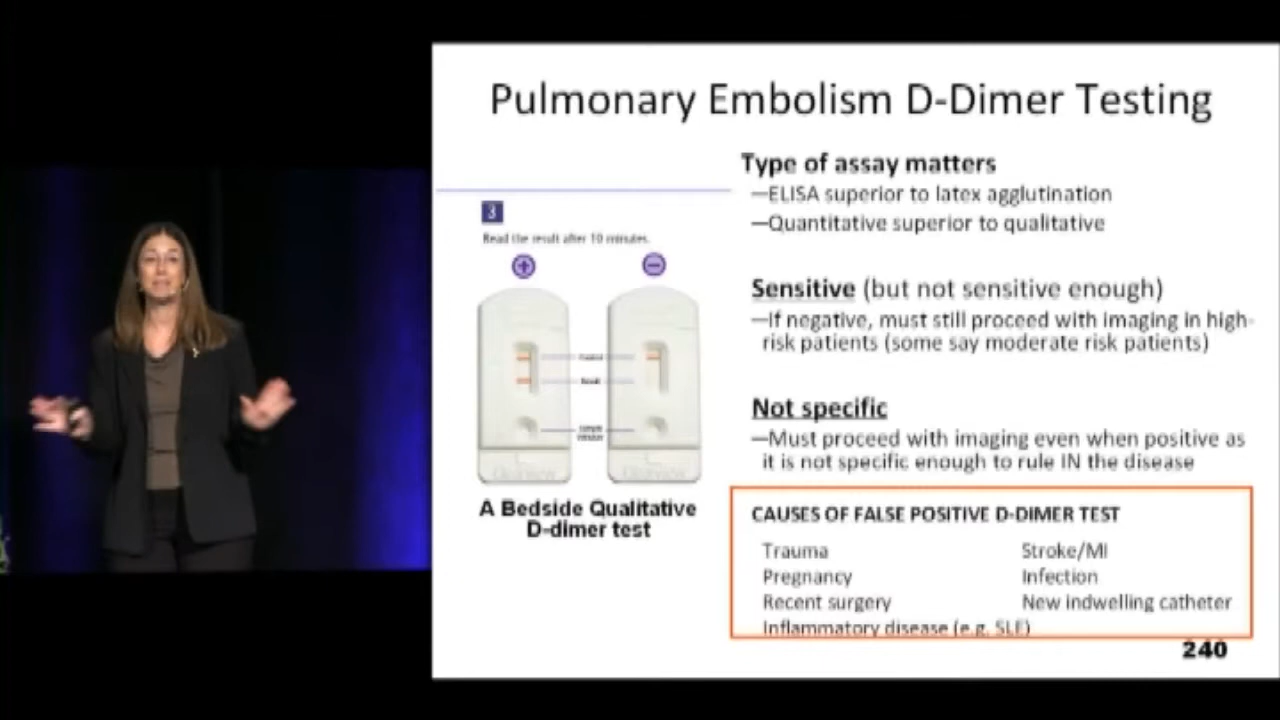 Pulmonary Embolism D-Dimer Testing
Type of assay matters
—ELISA superior to latex agglutination
—Quantitative superior to qualitative
3
Read the result after 10 minutes.
+
−
Control
Result
A Bedside Qualitative
D-dimer test
Sensitive (but not sensitive enough)
—If negative, must still proceed with imaging in high-
risk patients (some say moderate risk patients)
Not specific
—Must proceed with imaging even when positive as
it is not specific enough to rule IN the disease
CAUSES OF FALSE POSITIVE D-DIMER TEST
Trauma
Stroke/MI
Pregnancy
Infection
Recent surgery
New indwelling catheter
Inflammatory disease (e.g. SLE)
240